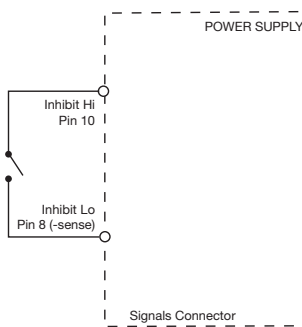 POWER SUPPLY
Inhibit Hi
Pin 10
Inhibit Lo
Pin 8 (-sense)
Signals Connector